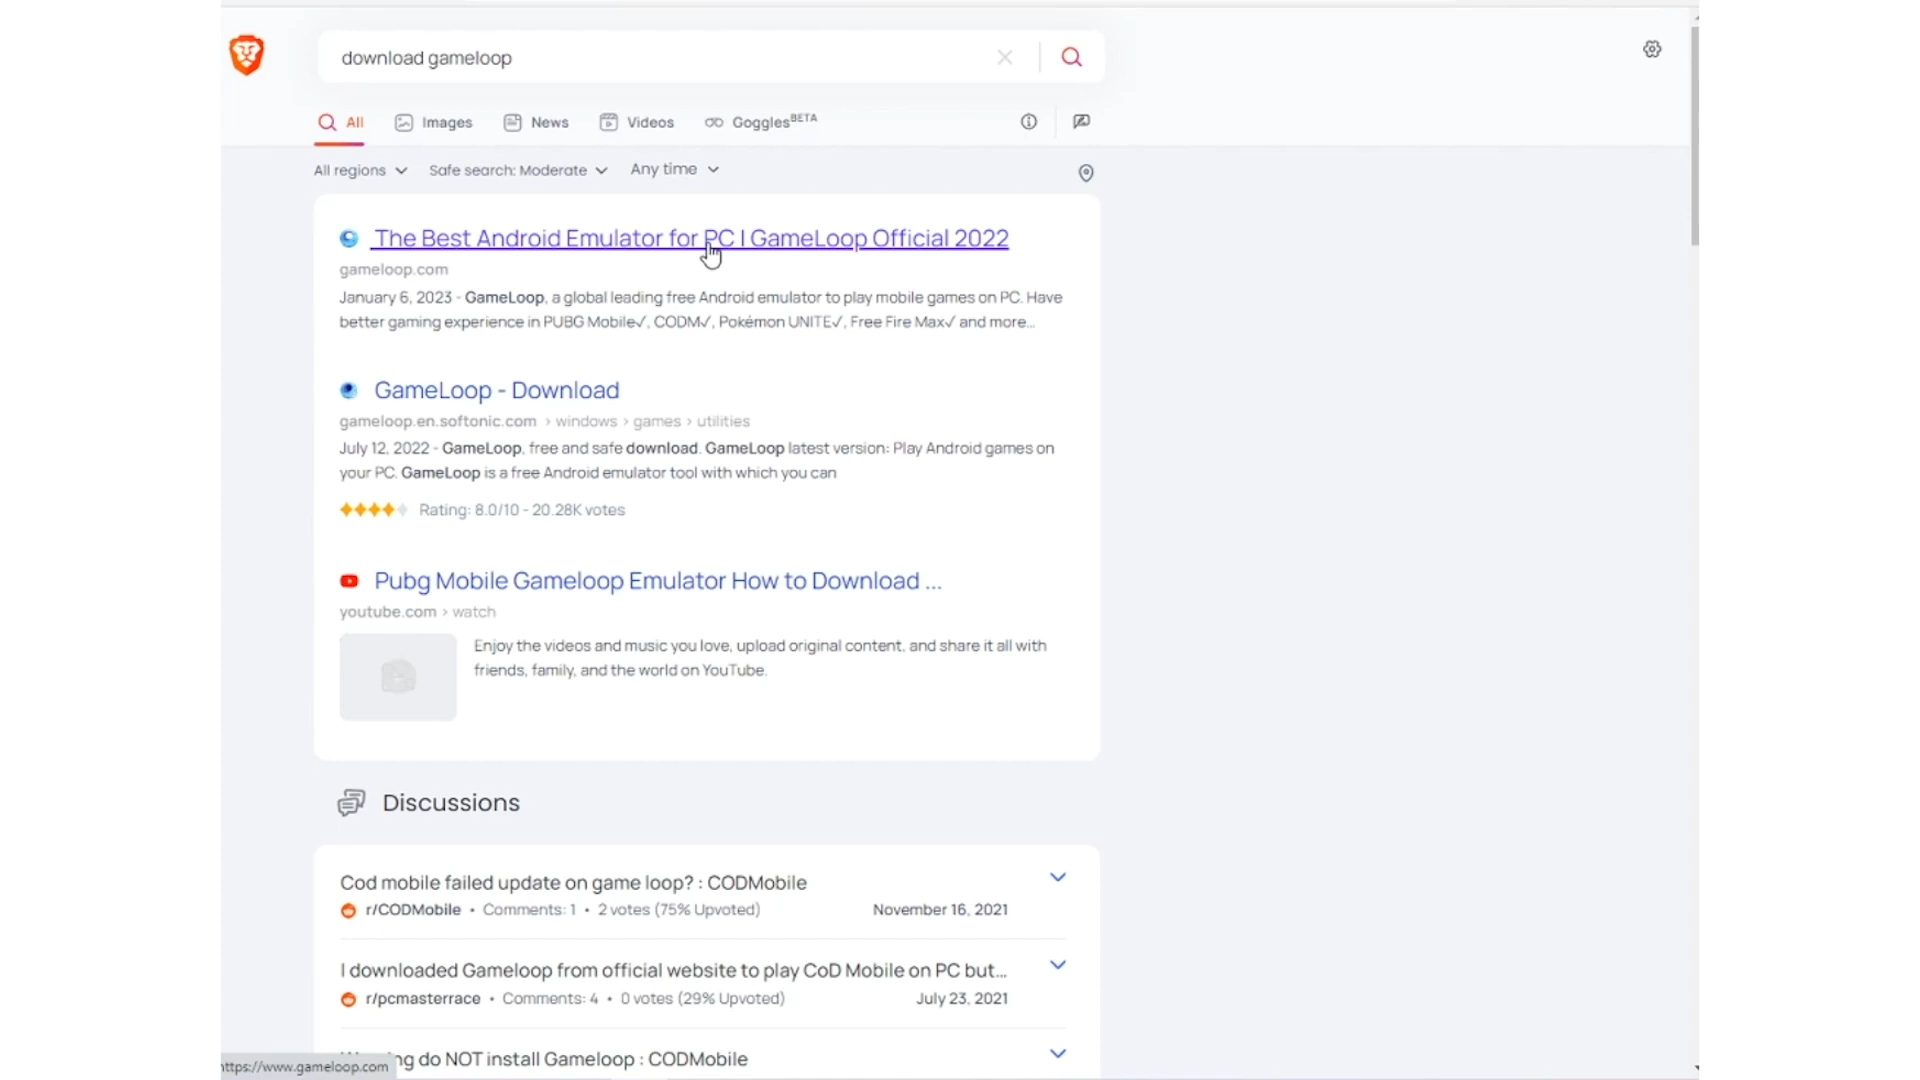 download gameloop
All
Images
News
Videos
Goggles BETA
All regions
Safe search: Moderate
Any time
The Best Android Emulator for PC | GameLoop Official 2022
gameloop.com
January 6, 2023 - GameLoop, a global leading free Android emulator to play mobile games on PC. Have
better gaming experience in PUBG Mobile✓, CODM✓, Pokémon UNITE✓, Free Fire Max✓ and more...
GameLoop - Download
gameloop.en.softonic.com › windows › games › utilities
July 12, 2022 - GameLoop, free and safe download. GameLoop latest version: Play Android games on
your PC. GameLoop is a free Android emulator tool with which you can
Rating: 8.0/10 - 20.28K votes
Pubg Mobile Gameloop Emulator How to Download ...
youtube.com › watch
Enjoy the videos and music you love, upload original content, and share it all with
friends, family, and the world on YouTube.
Discussions
Cod mobile failed update on game loop? : CODMobile
r/CODMobile • Comments: 1 • 2 votes (75% Upvoted) November 16, 2021
I downloaded Gameloop from official website to play CoD Mobile on PC but...
r/pcmasterrace • Comments: 4 • 0 votes (29% Upvoted) July 23, 2021
do NOT install Gameloop : CODMobile
https://www.gameloop.com